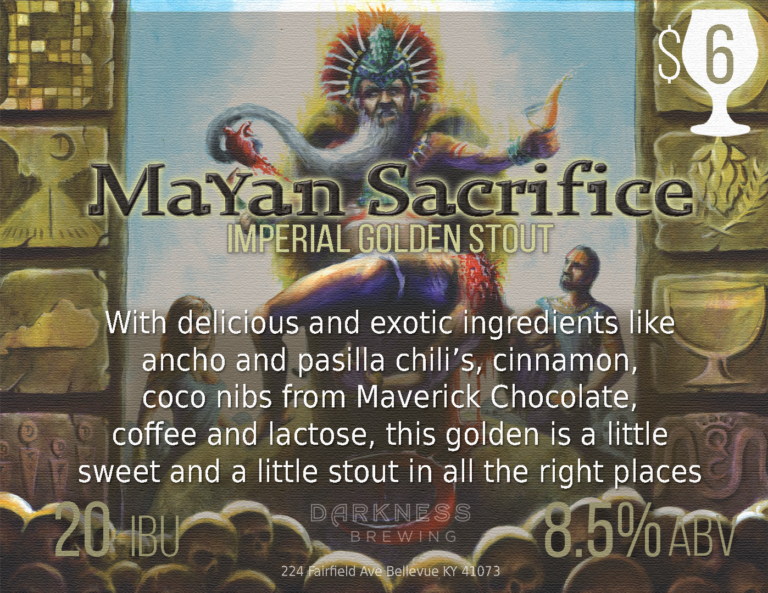 $6
Mayan Sacrifice
IMPERIAL GOLDEN STOUT
With delicious and exotic ingredients like
ancho and pasilla chili's, cinnamon,
coco nibs from Maverick Chocolate,
coffee and lactose, this golden is a little
sweet and a little stout in all the right places
20 IBU
DARKNESS
BREWING
8.5% ABV
224 Fairfield Ave Bellevue KY 41073